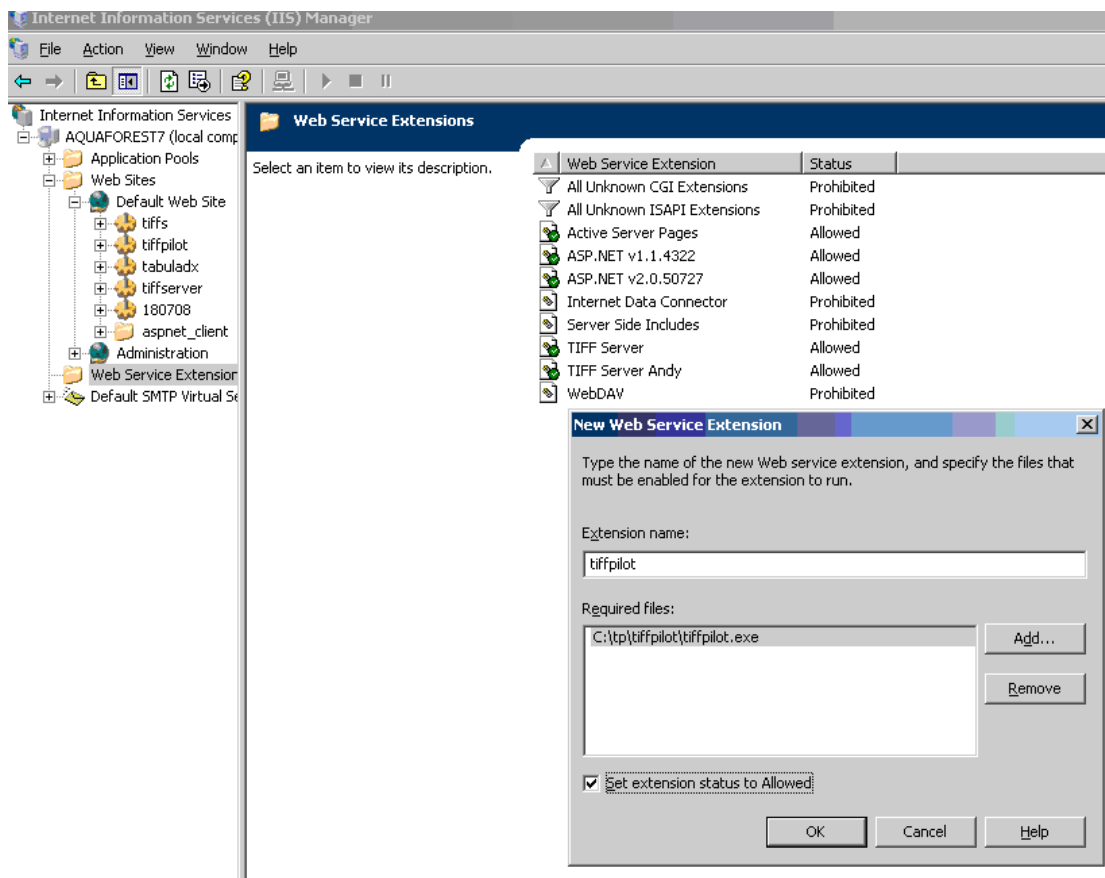 Internet Information Services (IIS) Manager
File Action View Window Help
Internet Information Services
AQUAFOREST7 (local comp
Application Pools
Web Sites
Default Web Site
tiffs
tiffpilot
tabuladx
tiffserver
180708
aspnet_client
Administration
Web Service Extension
Default SMTP Virtual Se
Web Service Extensions
Select an item to view its description.
Web Service Extension Status
All Unknown CGI Extensions Prohibited
All Unknown ISAPI Extensions Prohibited
Active Server Pages Allowed
ASP.NET v1.1.4322 Allowed
ASP.NET v2.0.50727 Allowed
Internet Data Connector Prohibited
Server Side Includes Prohibited
TIFF Server Allowed
TIFF Server Andy Allowed
WebDAV Prohibited
New Web Service Extension
Type the name of the new Web service extension, and specify the files that
must be enabled for the extension to run.
Extension name:
tiffpilot
Required files:
C:\tp\tiffpilot\tiffpilot.exe
Add...
Remove
Set extension status to Allowed
OK Cancel Help